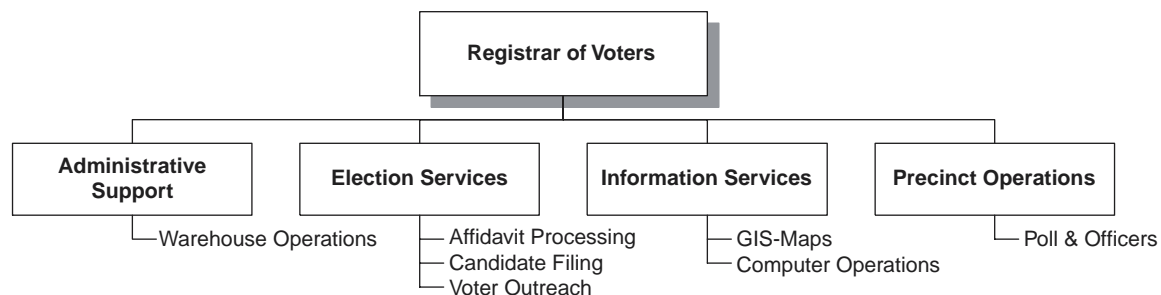 Registrar of Voters
Administrative
Support
Election Services
Information Services
Precinct Operations
Warehouse Operations
Affidavit Processing
Candidate Filing
Voter Outreach
GIS-Maps
Computer Operations
Poll & Officers